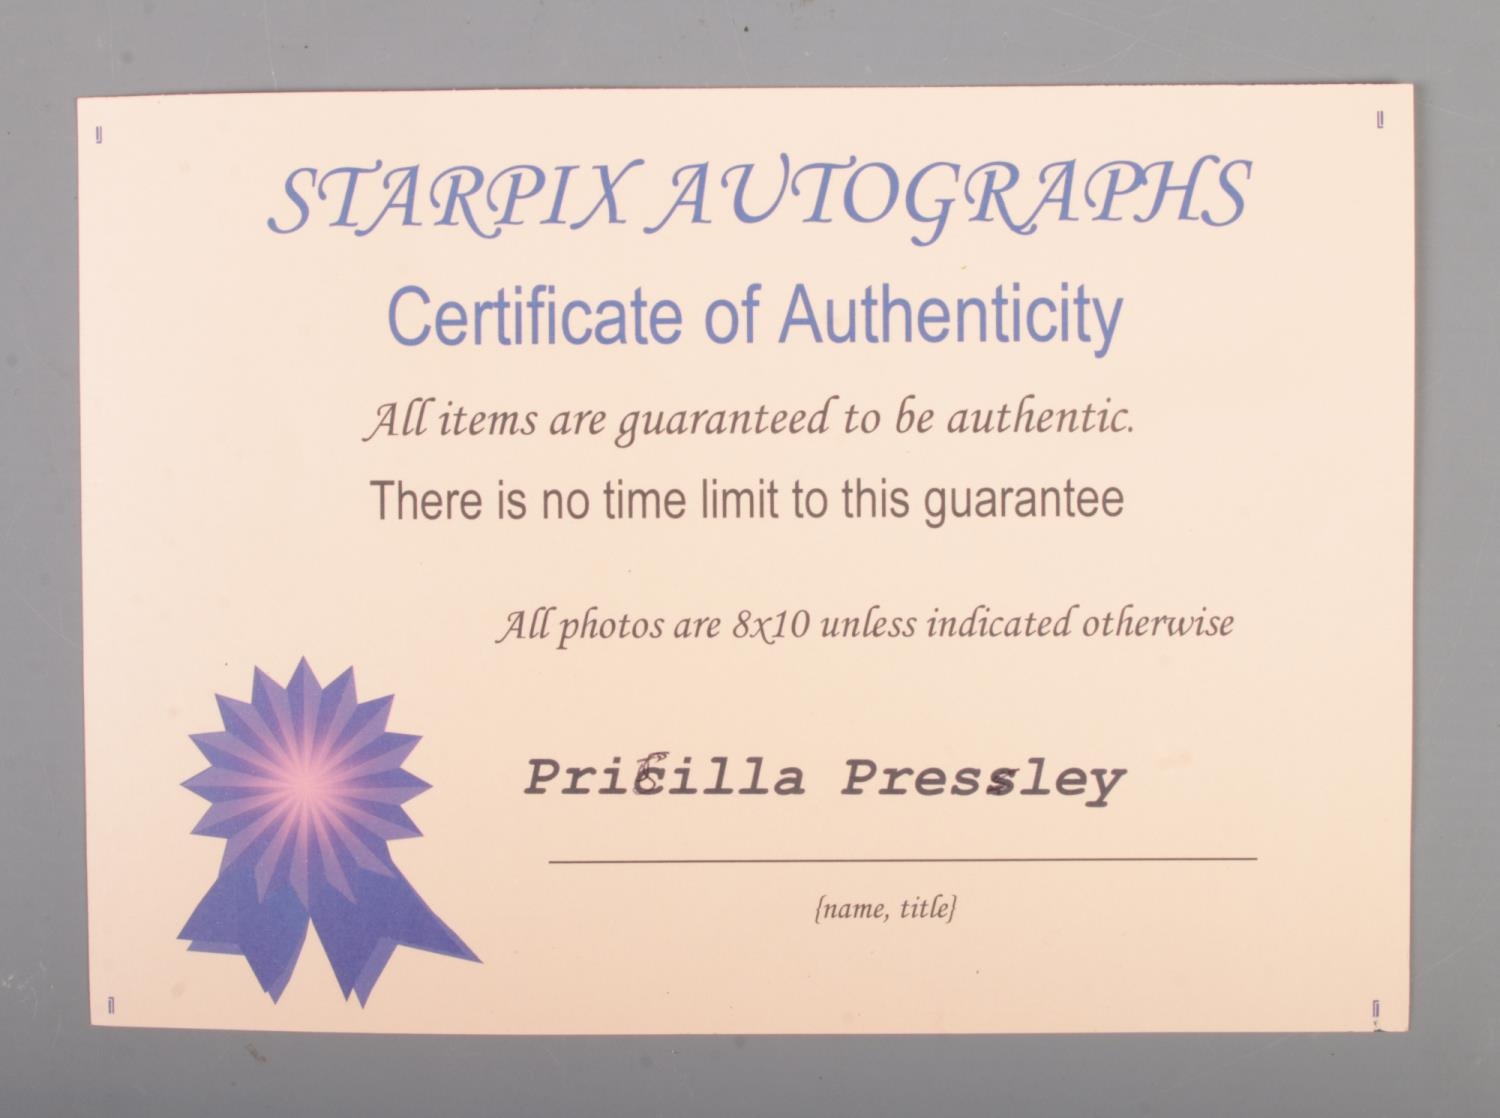 STARPIX AUTOGRAPHS
Certificate of Authenticity
All items are guaranteed to be authentic.
There is no time limit to this guarantee
All photos are 8x10 unless indicated otherwise
Pricilla Pressley
{name, title}